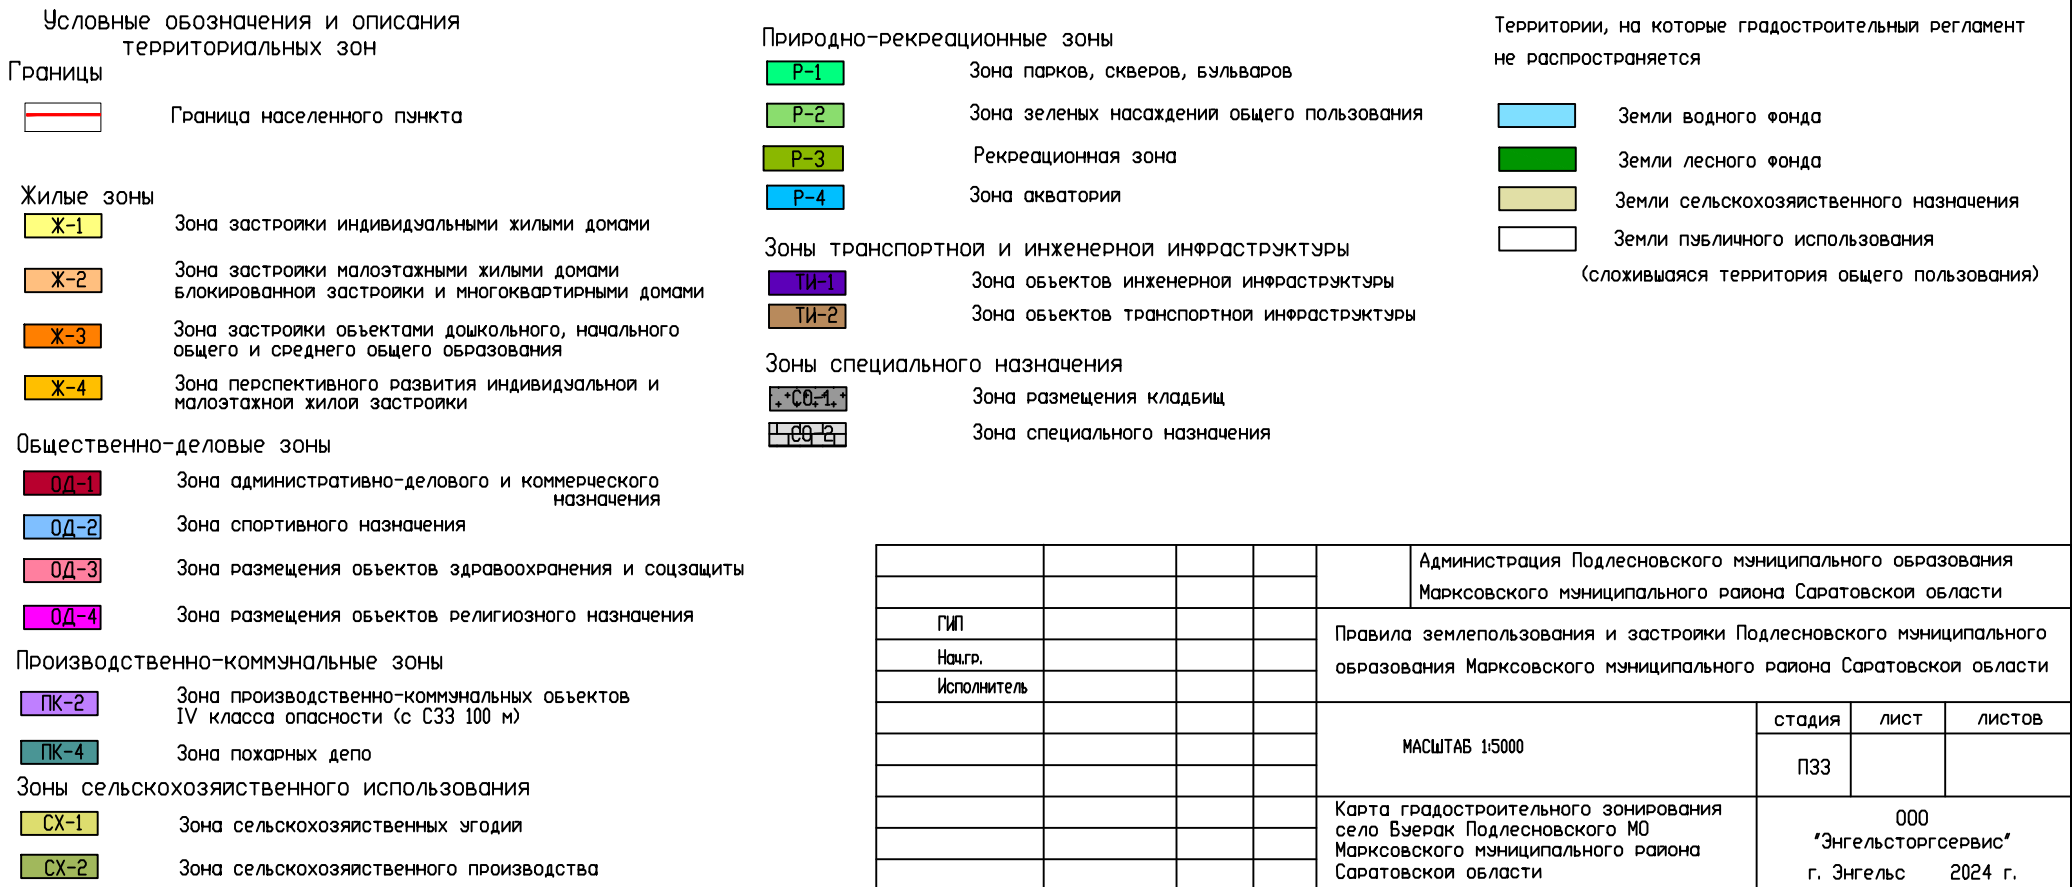 Условные обозначения и описания
территориальных зон
Границы
Граница населенного пункта
Жилые зоны
Ж-1 Зона застройки индивидуальными жилыми домами
Ж-2 Зона застройки малоэтажными жилыми домами
блокированной застройки и многоквартирными домами
Ж-3 Зона застройки объектами дошкольного, начального
общего и среднего общего образования
Ж-4 Зона перспективного развития индивидуальной и
малоэтажной жилой застройки
Общественно-деловые зоны
ОД-1 Зона административно-делового и коммерческого
назначения
ОД-2 Зона спортивного назначения
ОД-3 Зона размещения объектов здравоохранения и соцзащиты
ОД-4 Зона размещения объектов религиозного назначения
Производственно-коммунальные зоны
ПК-2 Зона производственно-коммунальных объектов
IV класса опасности (с СЗЗ 100 м)
ПК-4 Зона пожарных депо
Зоны сельскохозяйственного использования
СХ-1 Зона сельскохозяйственных угодий
СХ-2 Зона сельскохозяйственного производства
Природно-рекреационные зоны
Р-1 Зона парков, скверов, бульваров
Р-2 Зона зеленых насаждений общего пользования
Р-3 Рекреационная зона
Р-4 Зона акваторий
Зоны транспортной и инженерной инфраструктуры
ТИ-1 Зона объектов инженерной инфраструктуры
ТИ-2 Зона объектов транспортной инфраструктуры
Зоны специального назначения
СО-1 Зона размещения кладбищ
СО-2 Зона специального назначения
Территории, на которые градостроительный регламент
не распространяется
Земли водного фонда
Земли лесного фонда
Земли сельскохозяйственного назначения
Земли публичного использования
(сложившаяся территория общего пользования)
Администрация Подлесновского муниципального образования
Марксовского муниципального района Саратовской области
ГИП
Нач.гр.
Исполнитель
Правила землепользования и застройки Подлесновского муниципального
образования Марксовского муниципального района Саратовской области
МАСШТАБ 1:5000
стадия лист листов
ПЗЗ
Карта градостроительного зонирования
село Буерак Подлесновского МО
Марксовского муниципального района
Саратовской области
ООО
"Энгельсторгсервис"
г. Энгельс 2024 г.